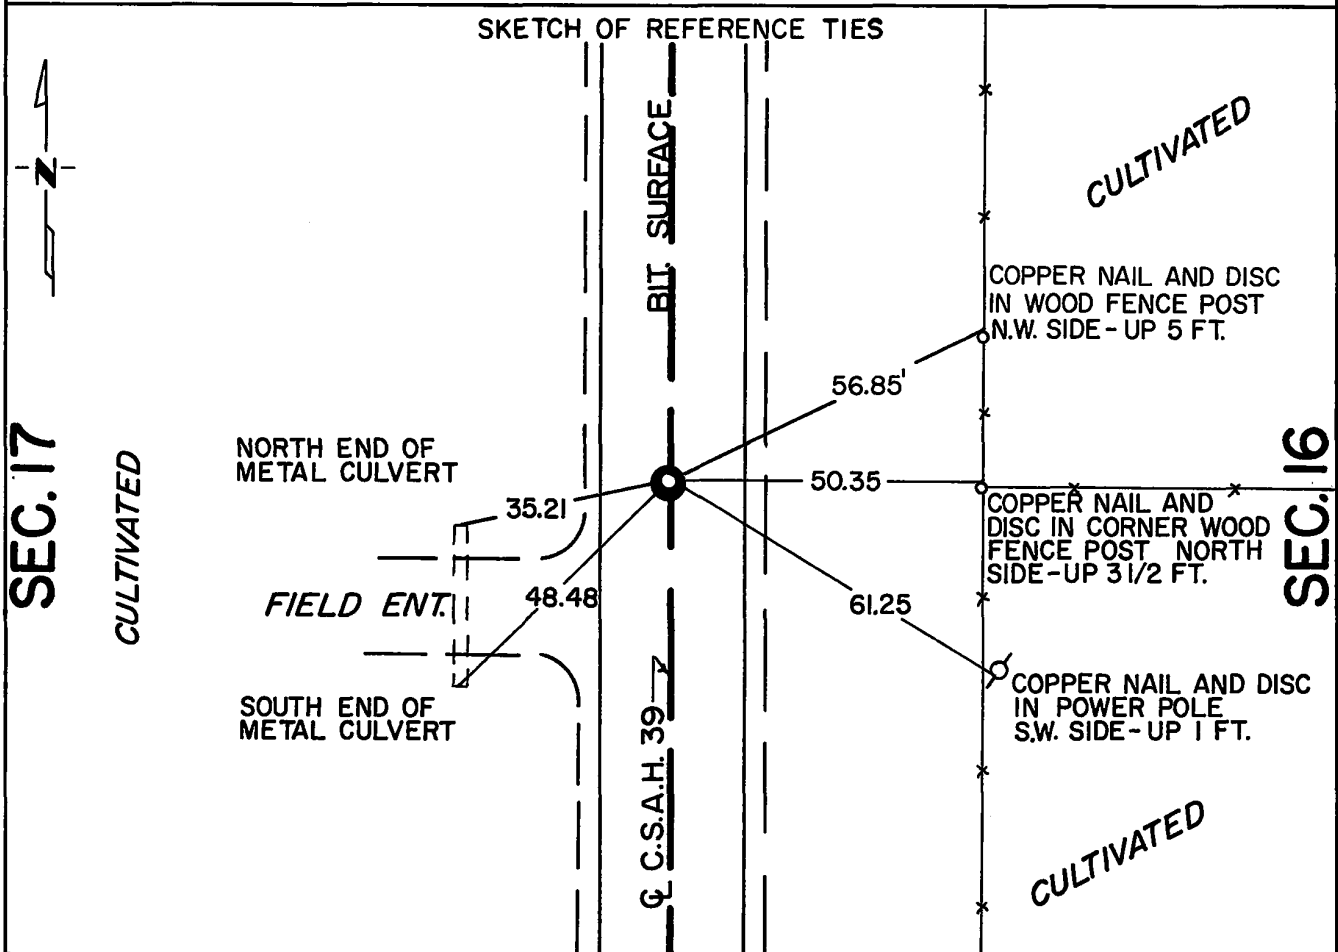 SKETCH OF REFERENCE TIES
N
BIT. SURFACE
CULTIVATED
COPPER NAIL AND DISC
IN WOOD FENCE POST
N.W. SIDE - UP 5 FT.
56.85'
SEC. 17
CULTIVATED
NORTH END OF
METAL CULVERT
35.21
50.35
COPPER NAIL AND
DISC IN CORNER WOOD
FENCE POST NORTH
SIDE - UP 3 1/2 FT.
SEC. 16
FIELD ENT.
48.48
61.25
SOUTH END OF
METAL CULVERT
COPPER NAIL AND DISC
IN POWER POLE
S.W. SIDE - UP 1 FT.
℄ C.S.A.H. 39
CULTIVATED